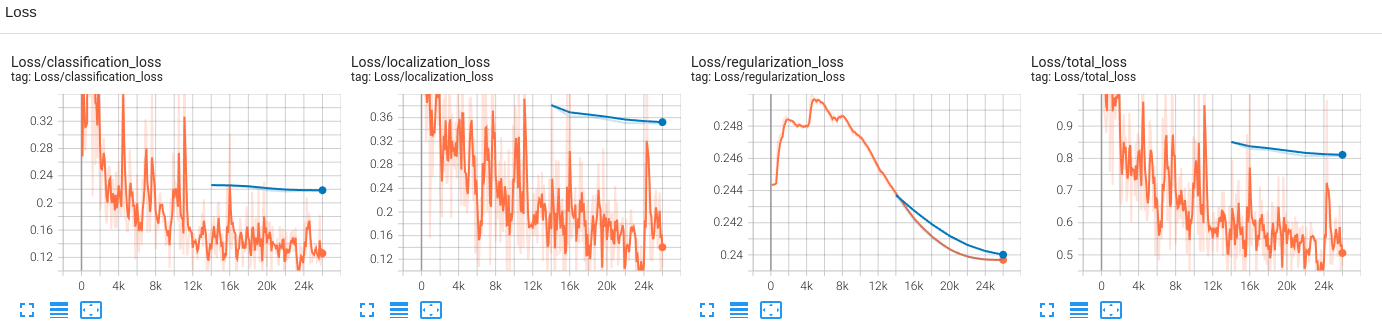 Loss
Loss/classification_loss
tag: Loss/classification_loss
0.32
0.28
0.24
0.2
0.16
0.12
0 4k 8k 12k 16k 20k 24k
Loss/localization_loss
tag: Loss/localization_loss
0.36
0.32
0.28
0.24
0.2
0.16
0.12
0 4k 8k 12k 16k 20k 24k
Loss/regularization_loss
tag: Loss/regularization_loss
0.248
0.246
0.244
0.242
0.24
0 4k 8k 12k 16k 20k 24k
Loss/total_loss
tag: Loss/total_loss
0.9
0.8
0.7
0.6
0.5
0 4k 8k 12k 16k 20k 24k